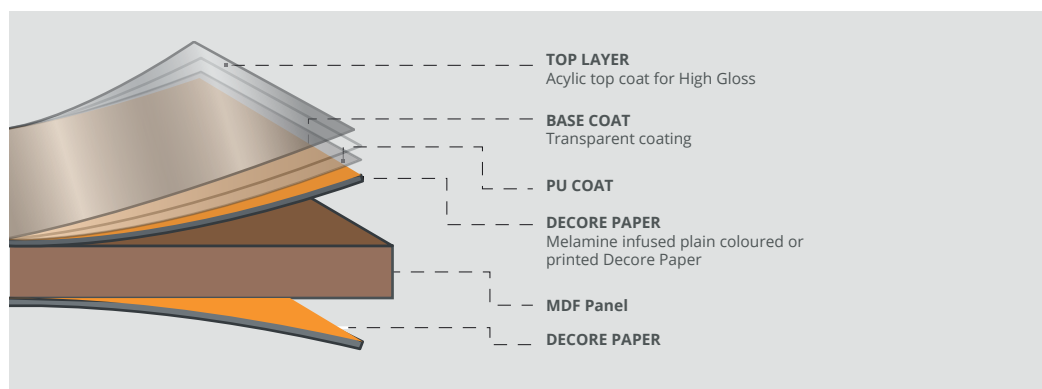 TOP LAYER
Acylic top coat for High Gloss
BASE COAT
Transparent coating
PU COAT
DECORE PAPER
Melamine infused plain coloured or
printed Decore Paper
MDF Panel
DECORE PAPER